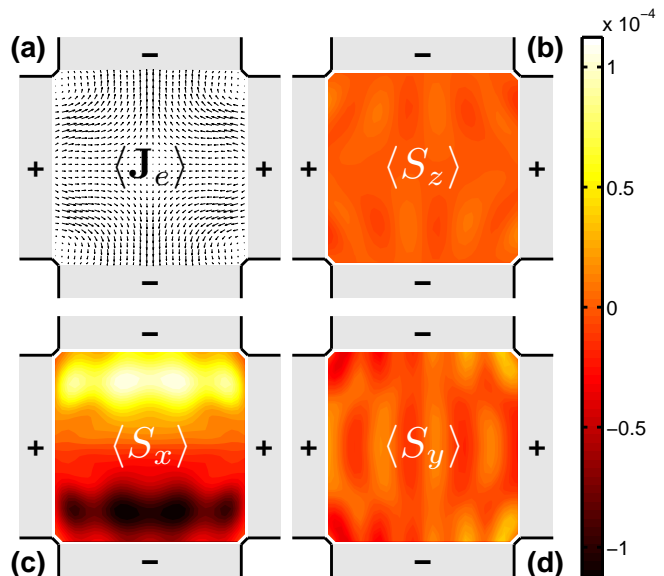 x 10⁻⁴
(a) − − (b)
1
+ ⟨J_e⟩ + + ⟨S_z⟩ +
0.5
− −
0
− −
+ ⟨S_x⟩ + + ⟨S_y⟩ +
−0.5
−1
(c) − − (d)